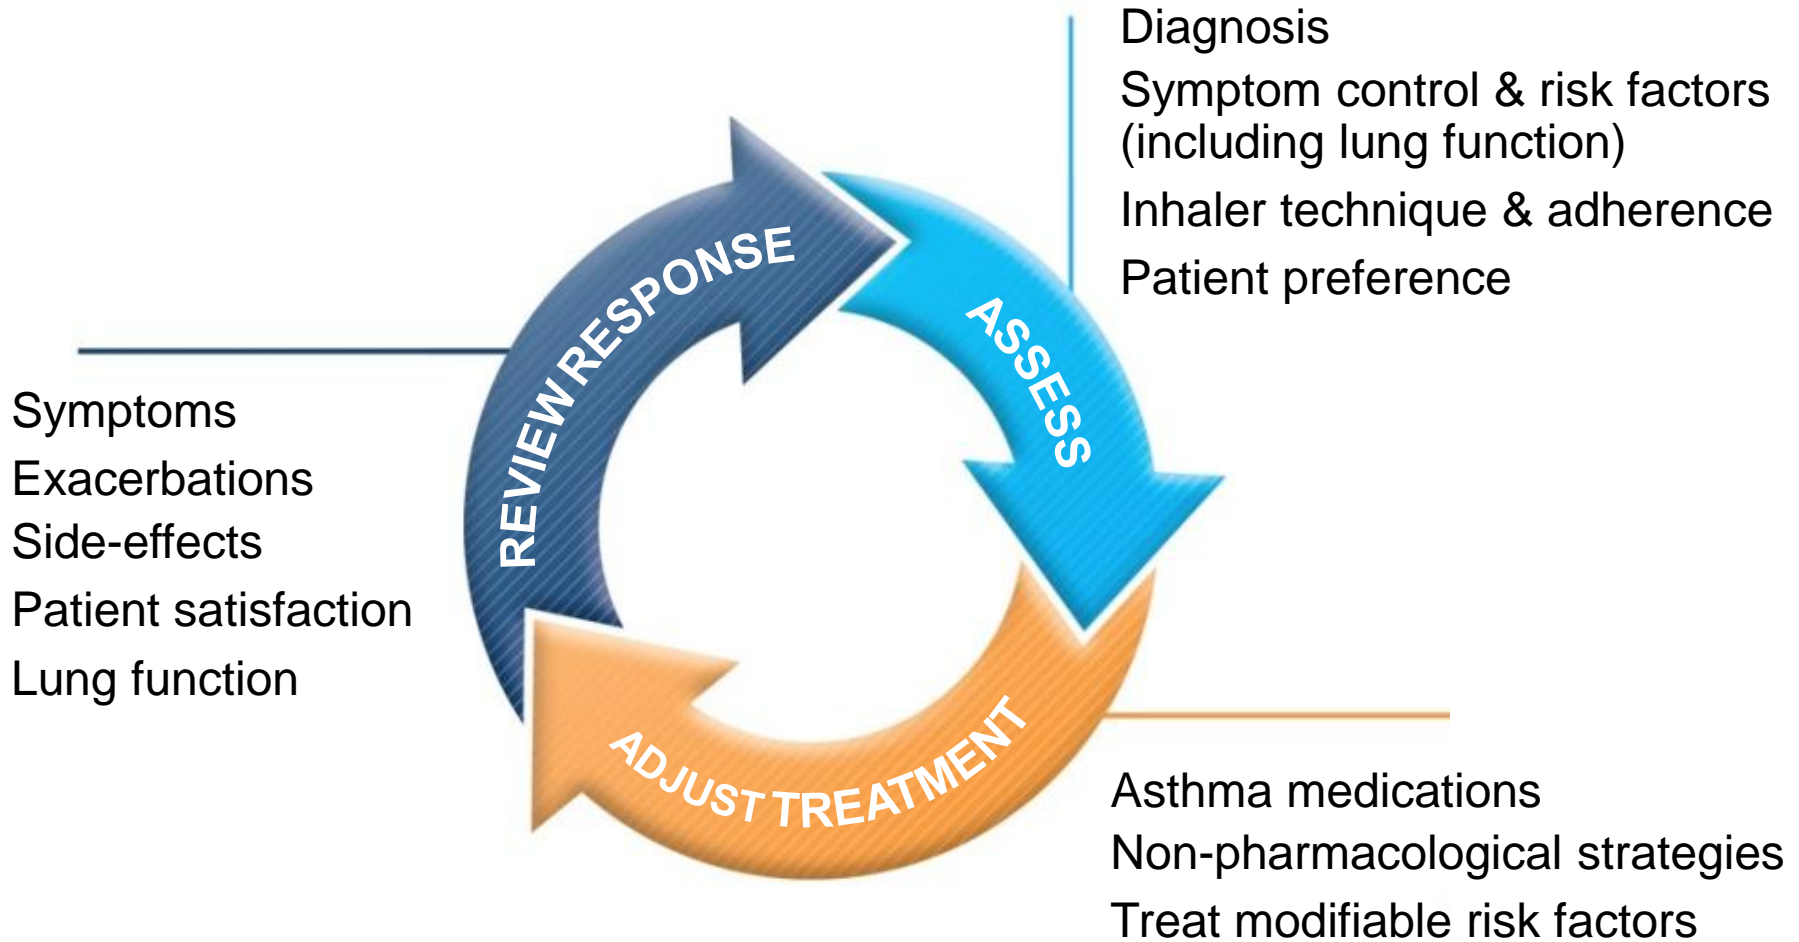 Diagnosis
Symptom control & risk factors
(including lung function)
Inhaler technique & adherence
Patient preference
REVIEW RESPONSE
ASSESS
ADJUST TREATMENT
Symptoms
Exacerbations
Side-effects
Patient satisfaction
Lung function
Asthma medications
Non-pharmacological strategies
Treat modifiable risk factors